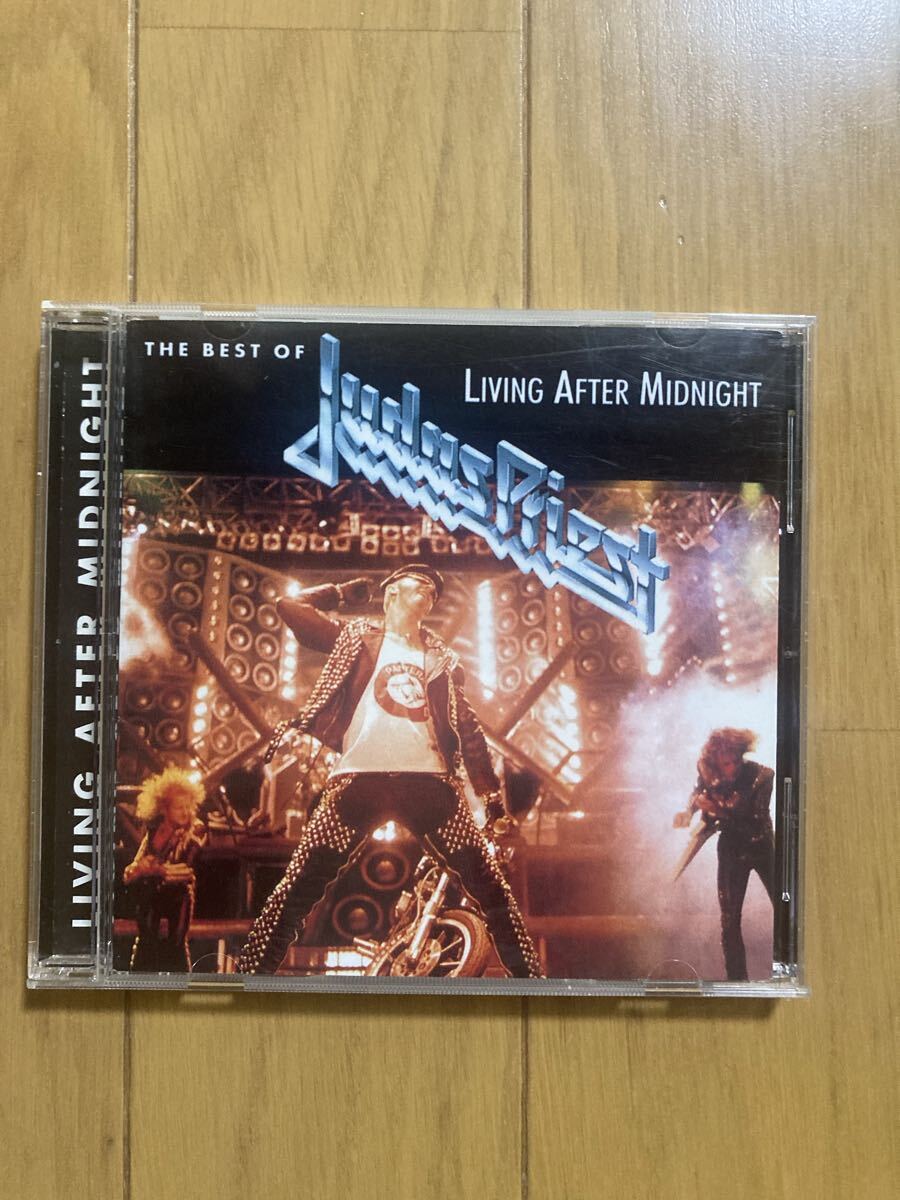 THE BEST OF
Judas Priest
LIVING AFTER MIDNIGHT
LIVING AFTER MIDNIGHT